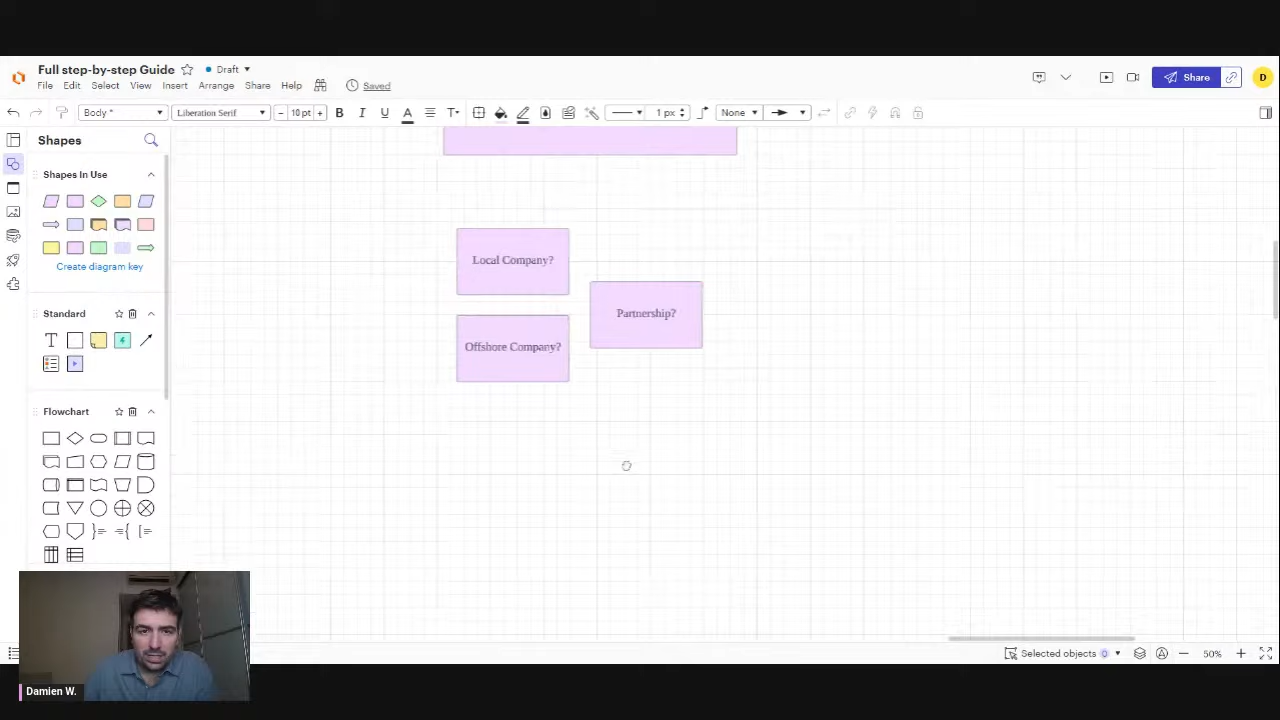 Full step-by-step Guide
Draft
File Edit Select View Insert Arrange Share Help
Saved
Share
D
Body *
Liberation Serif
− 10 pt +
B I U A T
1 px
None
Shapes
Shapes In Use
Create diagram key
Standard
T
Flowchart
Local Company?
Partnership?
Offshore Company?
Damien W.
Selected objects 0
50%